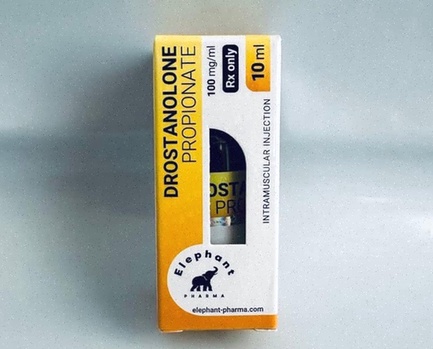 DROSTANOLONE
PROPIONATE
100 mg/ml
Rx only
10 ml
INTRAMUSCULAR INJECTION
Elephant
PHARMA
elephant-pharma.com